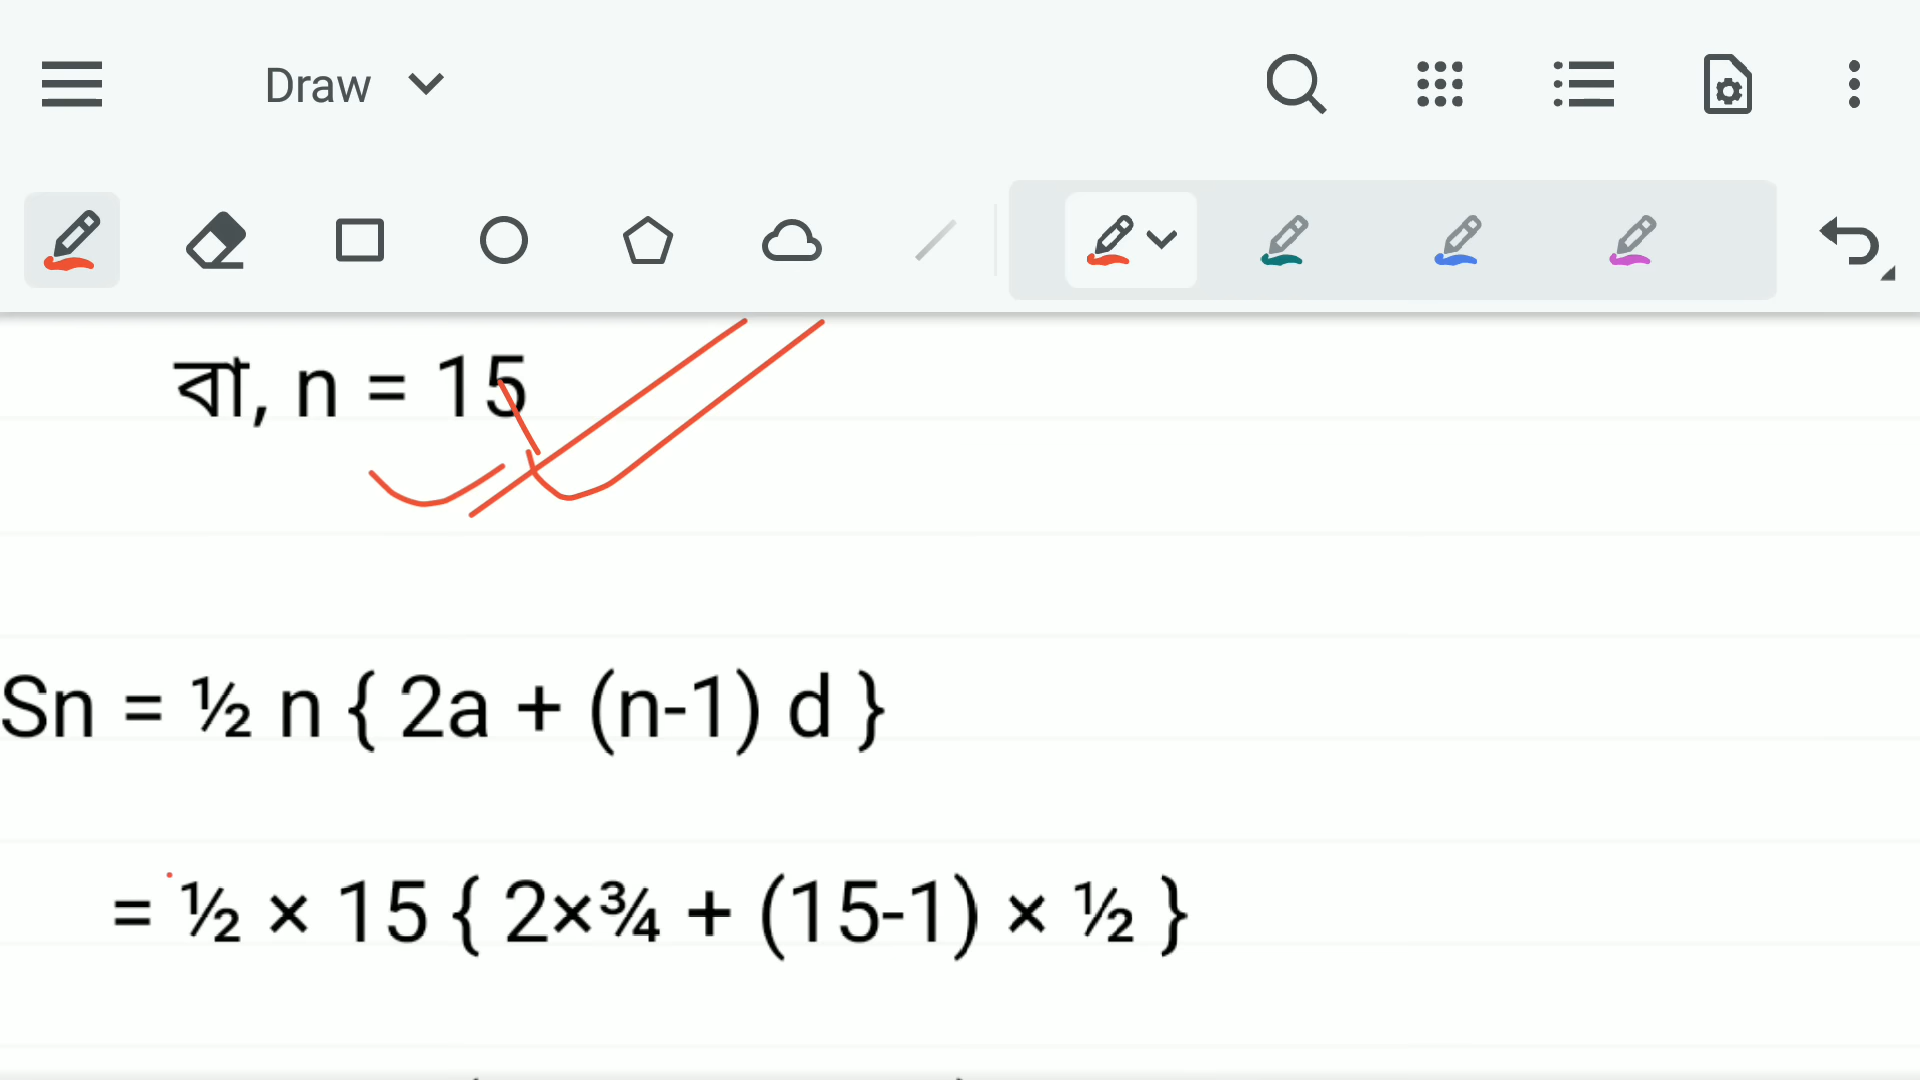 Draw
বা, n = 15
Sn = ½ n { 2a + (n-1) d }
= ½ × 15 { 2×¾ + (15-1) × ½ }